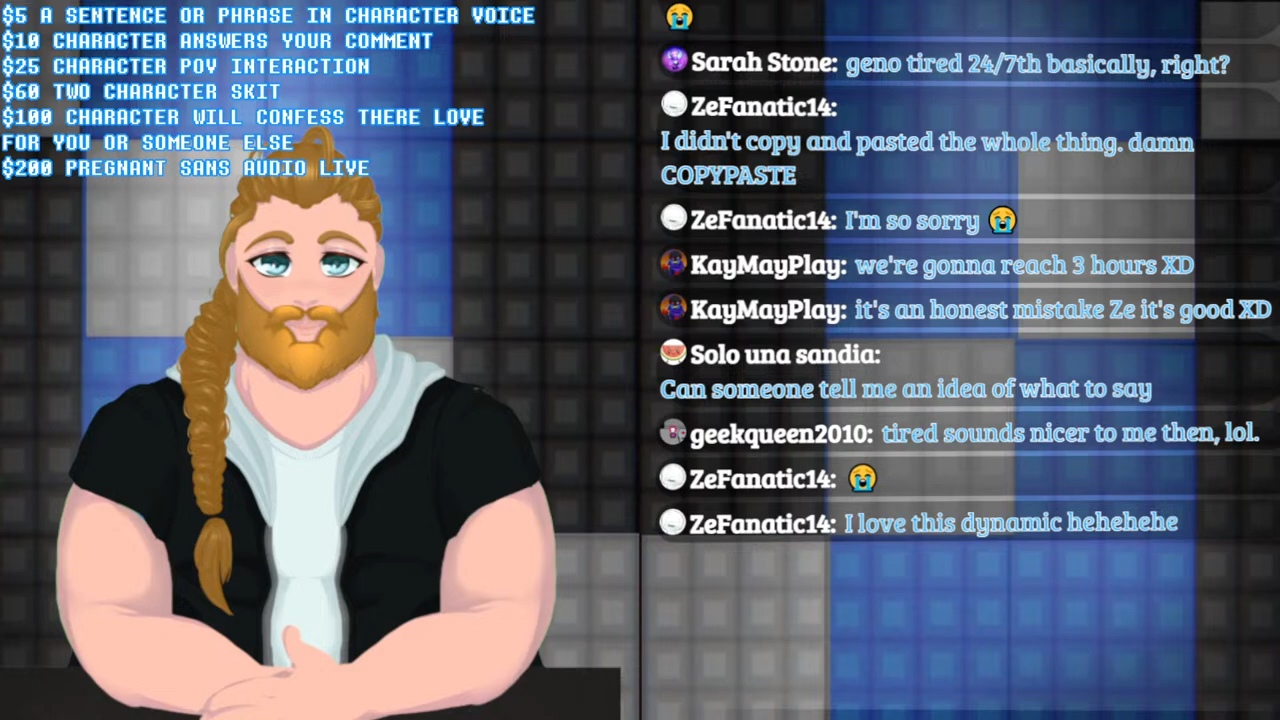 $5 A SENTENCE OR PHRASE IN CHARACTER VOICE
$10 CHARACTER ANSWERS YOUR COMMENT
$25 CHARACTER POV INTERACTION
$60 TWO CHARACTER SKIT
$100 CHARACTER WILL CONFESS THERE LOVE
FOR YOU OR SOMEONE ELSE
$200 PREGNANT SANS AUDIO LIVE
😭
Sarah Stone: geno tired 24/7th basically, right?
ZeFanatic14:
I didn't copy and pasted the whole thing. damn
COPYPASTE
ZeFanatic14: I'm so sorry 😭
KayMayPlay: we're gonna reach 3 hours XD
KayMayPlay: it's an honest mistake Ze it's good XD
Solo una sandia:
Can someone tell me an idea of what to say
geekqueen2010: tired sounds nicer to me then, lol.
ZeFanatic14: 😭
ZeFanatic14: I love this dynamic hehehehe